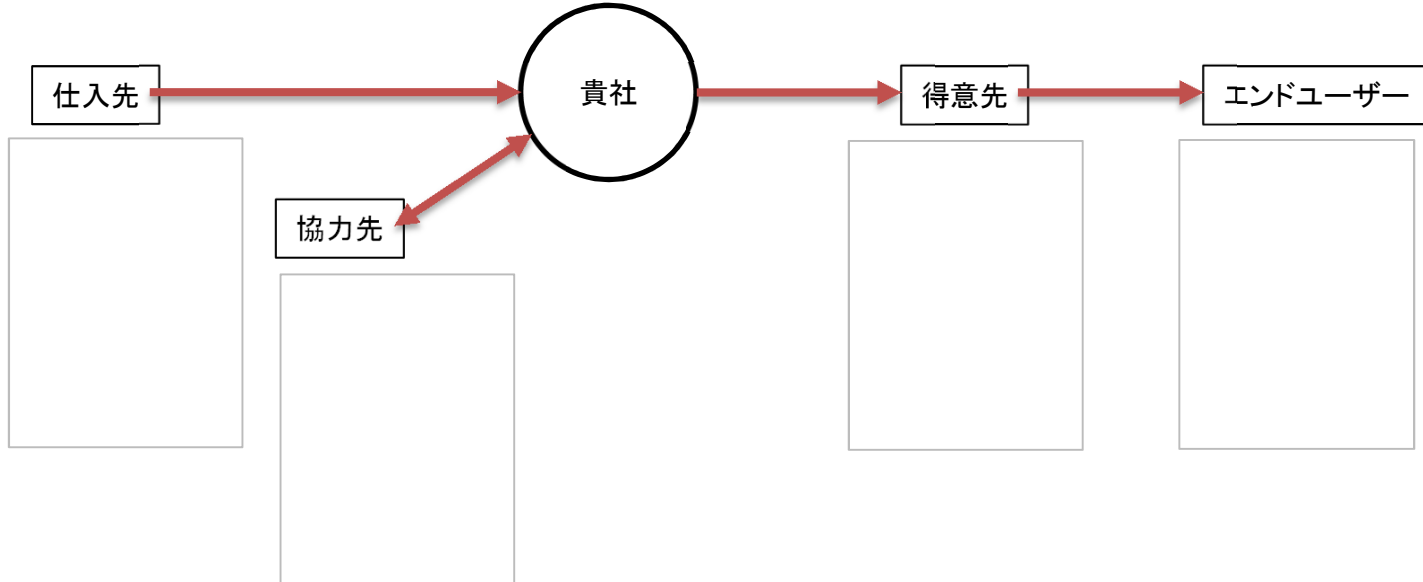 仕入先
貴社
得意先
エンドユーザー
協力先